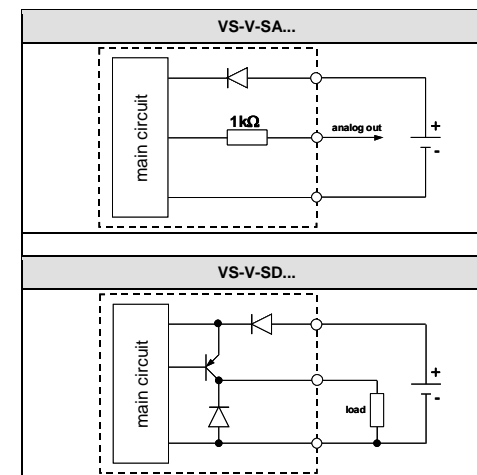 VS-V-SA...
main circuit
1kΩ
analog out
+
-
VS-V-SD...
main circuit
load
+
-